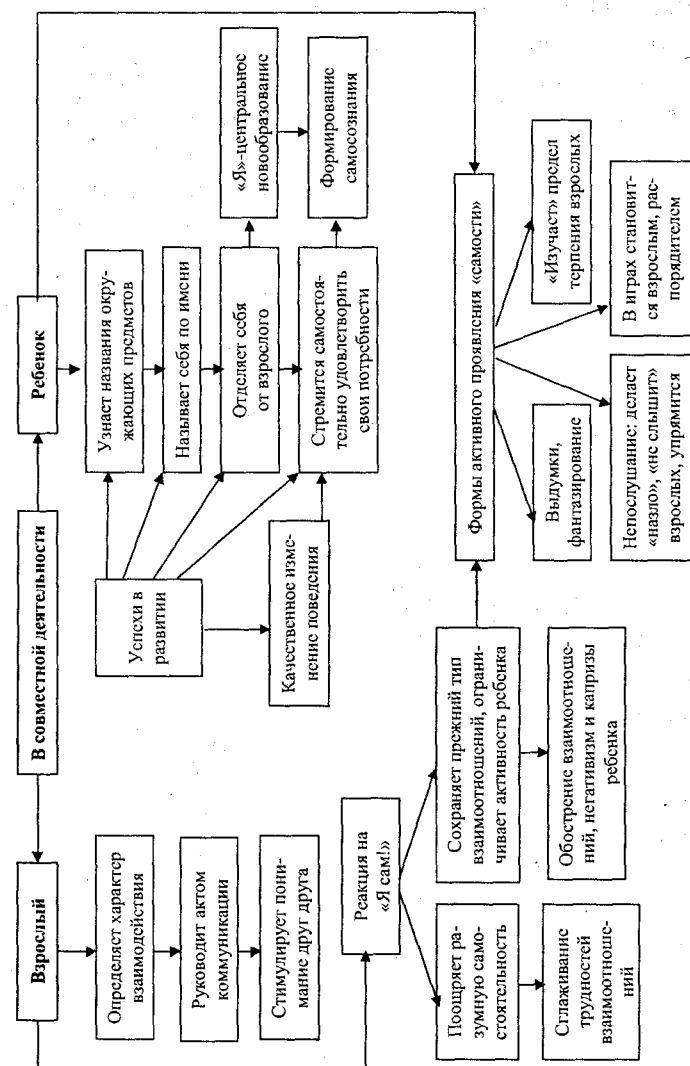 В совместной деятельности
Взрослый
Ребенок
Определяет характер
взаимодействия
Руководит актом
коммуникации
Стимулирует пони-
мание друг друга
Успехи в
развитии
Качественное изме-
нение поведения
Узнает названия окру-
жающих предметов
Называет себя по имени
Отделяет себя
от взрослого
Стремится самостоя-
тельно удовлетворить
свои потребности
«Я»-центральное
новообразование
Формирование
самосознания
Реакция на
«Я сам!»
Поощряет ра-
зумную само-
стоятельность
Сглаживание
трудностей
взаимоотноше-
ний
Сохраняет прежний тип
взаимоотношений, ограни-
чивает активность ребенка
Обострение взаимоотноше-
ний, негативизм и капризы
ребенка
Формы активного проявления «самости»
Выдумки,
фантазирование
Непослушание: делает
«назло», «не слышит»
взрослых, упрямится
«Изучает» предел
терпения взрослых
В играх становит-
ся взрослым, рас-
порядителем